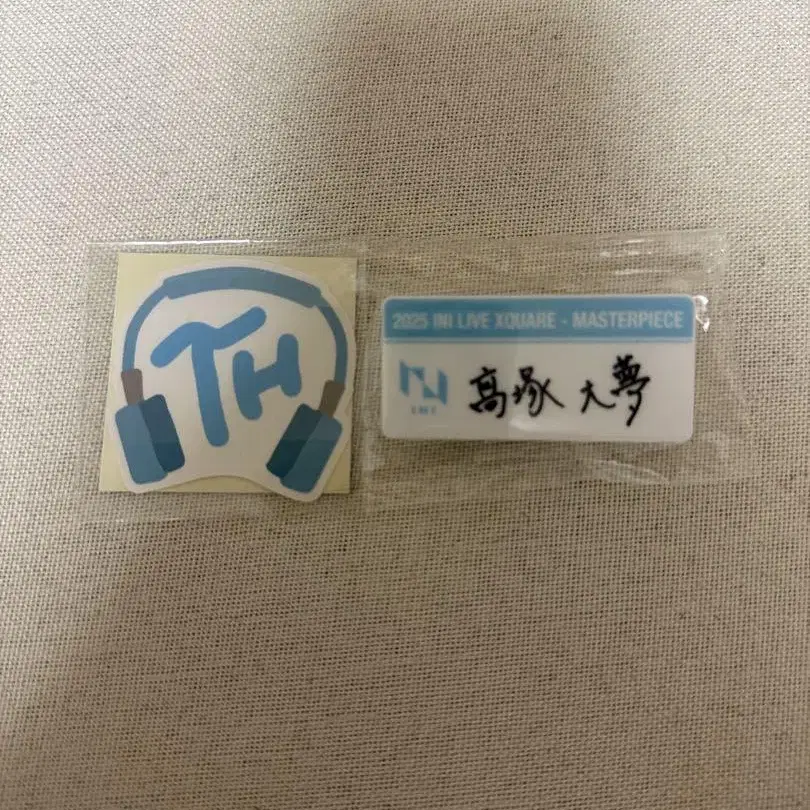 TH
2025 INI LIVE XQUARE - MASTERPIECE
INI
高塚 大夢